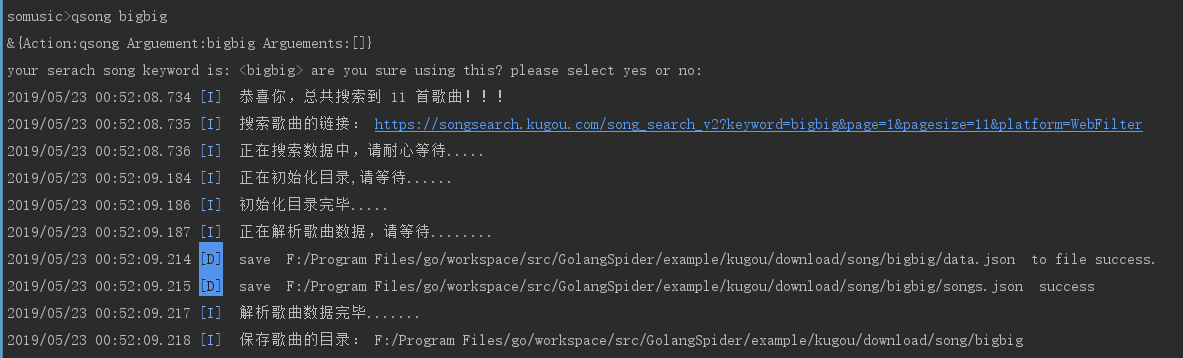 somusic>qsong bigbig
&{Action:qsong Arguement:bigbig Arguements:[]}
your serach song keyword is: <bigbig> are you sure using this? please select yes or no:
2019/05/23 00:52:08.734 [I] 恭喜你，总共搜索到 11 首歌曲！！！
2019/05/23 00:52:08.735 [I] 搜索歌曲的链接： https://songsearch.kugou.com/song_search_v2?keyword=bigbig&page=1&pagesize=11&platform=WebFilter
2019/05/23 00:52:08.736 [I] 正在搜索数据中，请耐心等待.....
2019/05/23 00:52:09.184 [I] 正在初始化目录,请等待......
2019/05/23 00:52:09.186 [I] 初始化目录完毕.....
2019/05/23 00:52:09.187 [I] 正在解析歌曲数据，请等待........
2019/05/23 00:52:09.214 [D] save F:/Program Files/go/workspace/src/GolangSpider/example/kugou/download/song/bigbig/data.json to file success.
2019/05/23 00:52:09.215 [D] save F:/Program Files/go/workspace/src/GolangSpider/example/kugou/download/song/bigbig/songs.json success
2019/05/23 00:52:09.217 [I] 解析歌曲数据完毕.......
2019/05/23 00:52:09.218 [I] 保存歌曲的目录： F:/Program Files/go/workspace/src/GolangSpider/example/kugou/download/song/bigbig